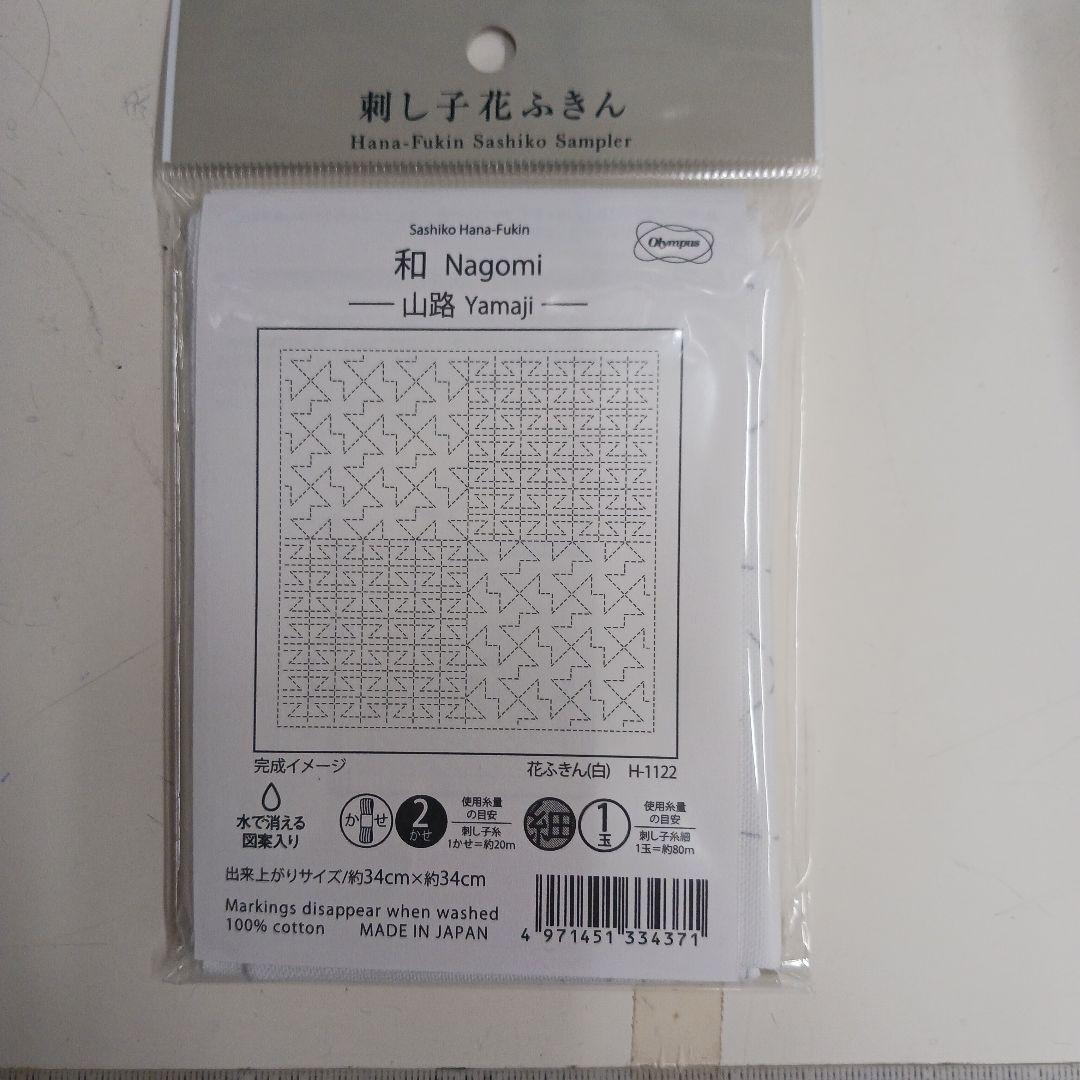 刺し子花ふきん
Hana-Fukin Sashiko Sampler
Sashiko Hana-Fukin
Olympus
和 Nagomi
山路 Yamaji
完成イメージ
花ふきん(白) H-1122
水で消える
図案入り
かせ
2
かせ
使用糸量
の目安
刺し子糸
1かせ=約20m
細
1
玉
使用糸量
の目安
刺し子糸細
1玉=約80m
出来上がりサイズ/約34cm×約34cm
Markings disappear when washed
100% cotton MADE IN JAPAN
4 971451 334371